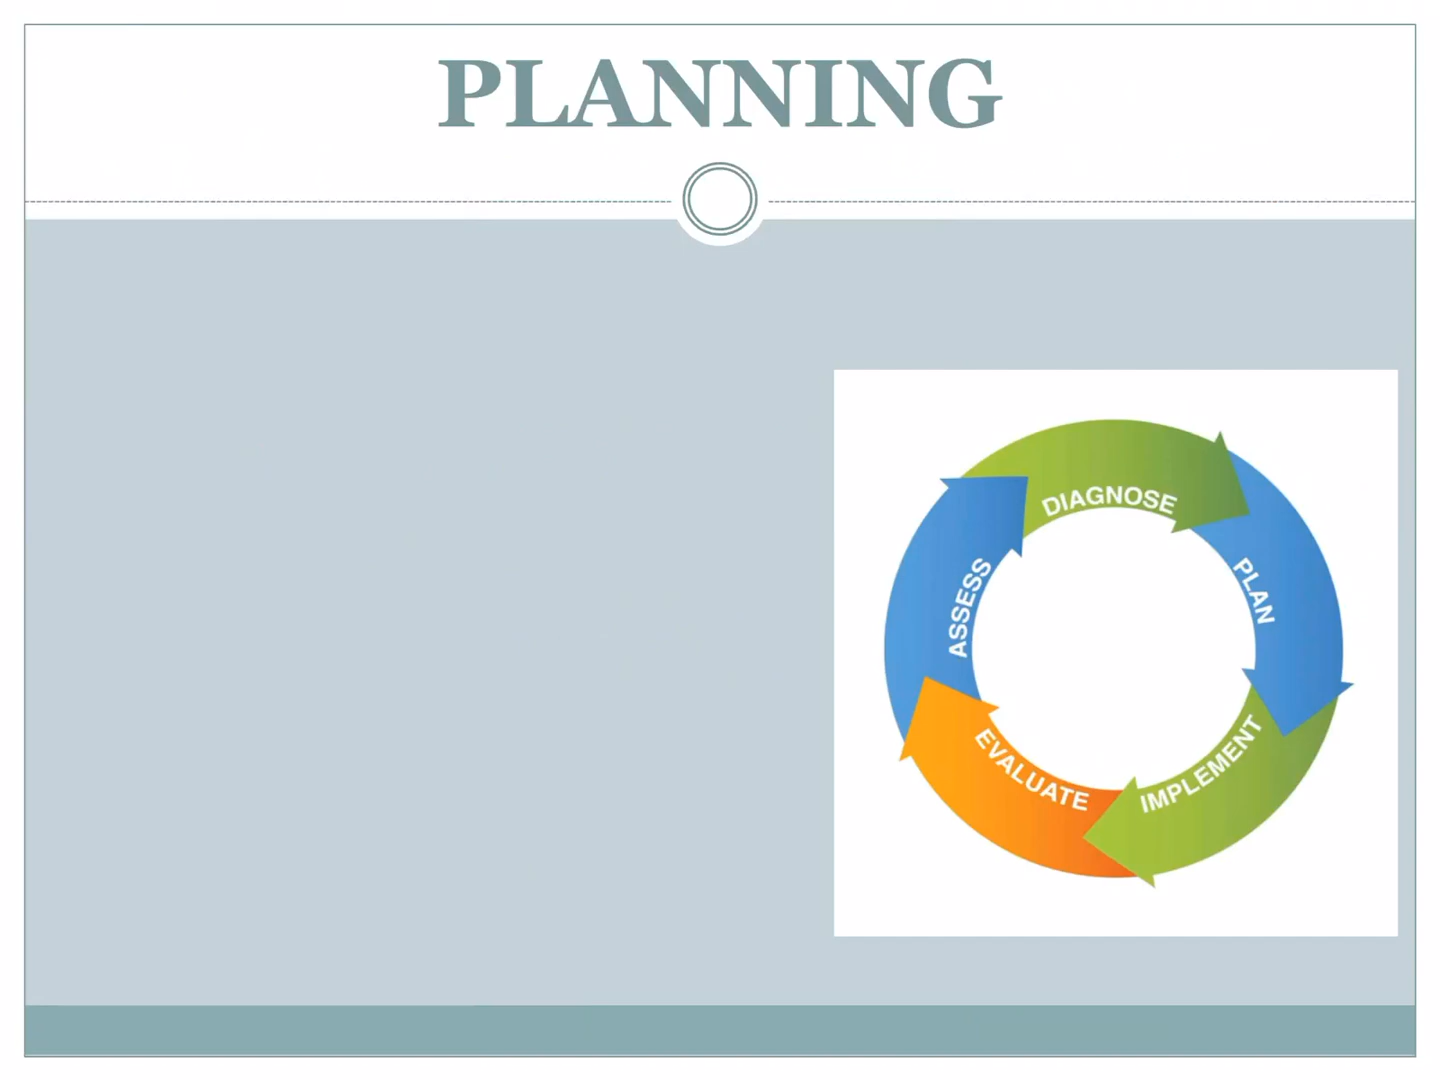 PLANNING
DIAGNOSE
PLAN
IMPLEMENT
EVALUATE
ASSESS